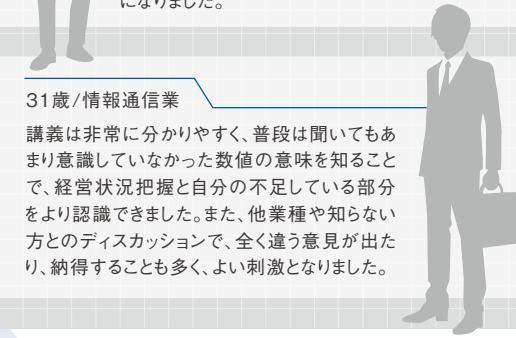 になりました。
31歳/情報通信業
講義は非常に分かりやすく、普段は聞いてもあ
まり意識していなかった数値の意味を知ること
で、経営状況把握と自分の不足している部分
をより認識できました。また、他業種や知らない
方とのディスカッションで、全く違う意見が出た
り、納得することも多く、よい刺激となりました。